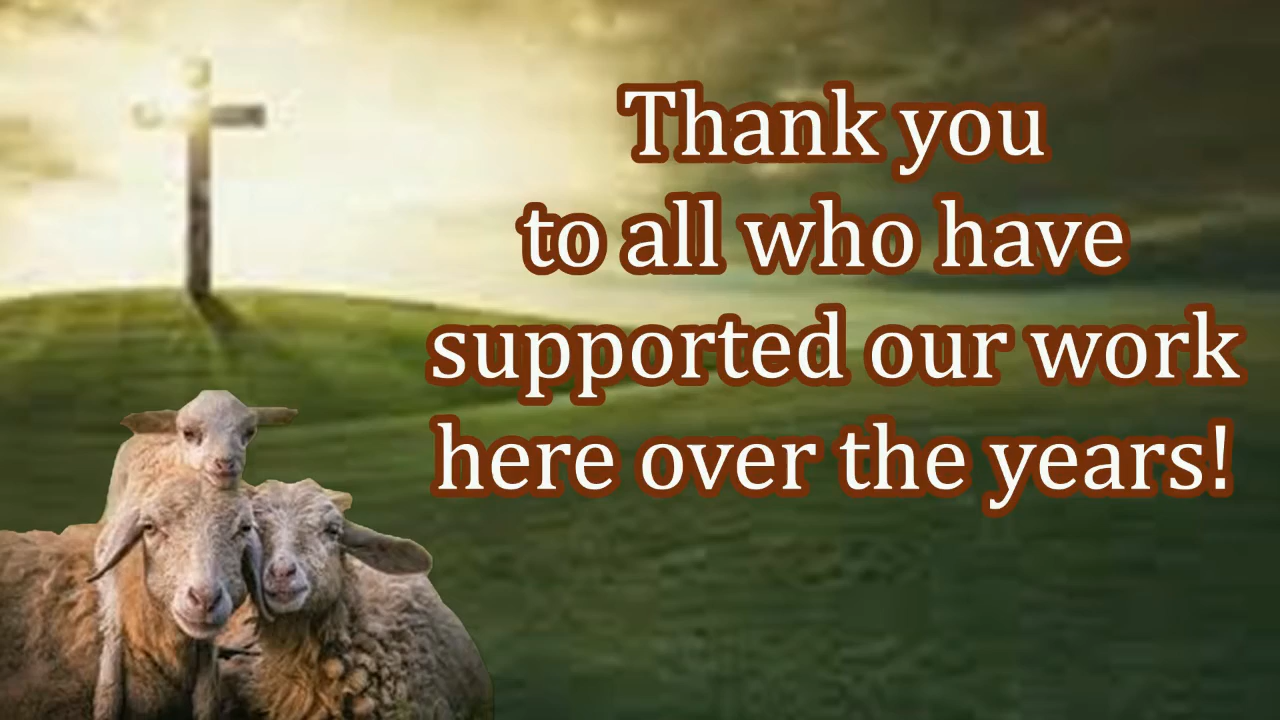 Thank you
to all who have
supported our work
here over the years!